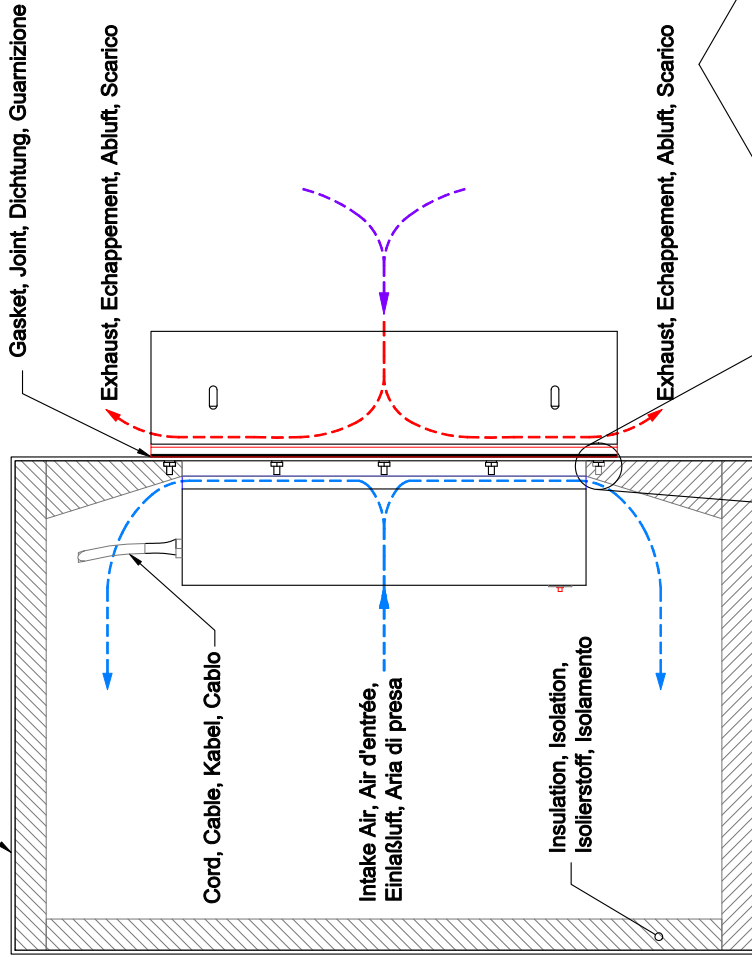 Gasket, Joint, Dichtung, Guarnizione
Exhaust, Echappement, Abluft, Scarico
Exhaust, Echappement, Abluft, Scarico
Cord, Cable, Kabel, Cablo
Intake Air, Air d'entrée,
Einlaßluft, Aria di presa
Insulation, Isolation,
Isolierstoff, Isolamento